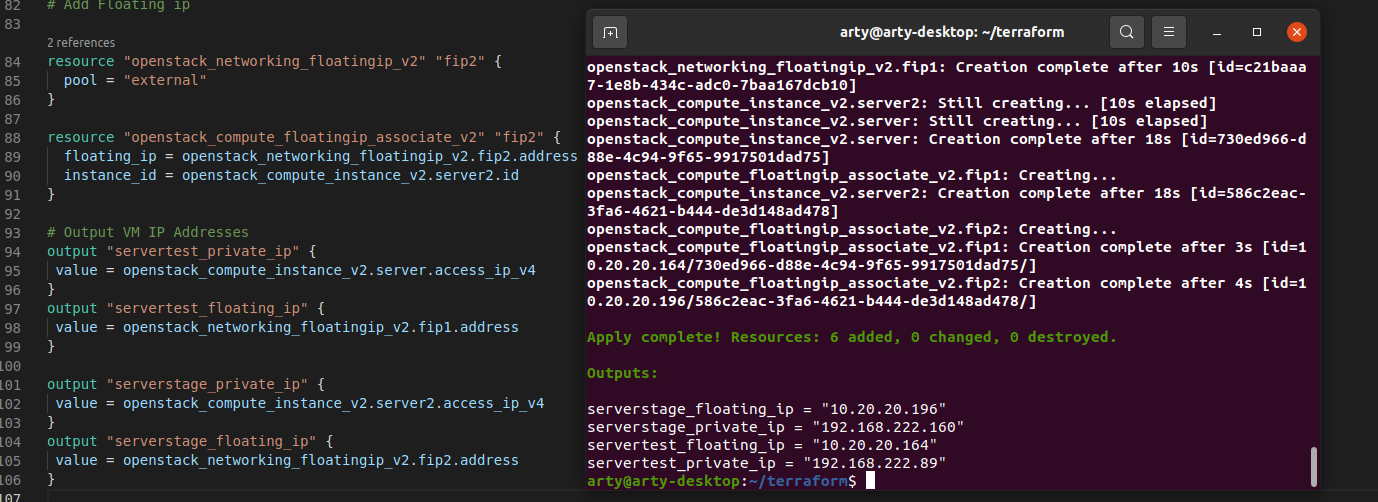 82 # Add Floating ip
83
2 references
84 resource "openstack_networking_floatingip_v2" "fip2" {
85 pool = "external"
86 }
87
88 resource "openstack_compute_floatingip_associate_v2" "fip2" {
89 floating_ip = openstack_networking_floatingip_v2.fip2.address
90 instance_id = openstack_compute_instance_v2.server2.id
91 }
92
93 # Output VM IP Addresses
94 output "servertest_private_ip" {
95 value = openstack_compute_instance_v2.server.access_ip_v4
96 }
97 output "servertest_floating_ip" {
98 value = openstack_networking_floatingip_v2.fip1.address
99 }
100
101 output "serverstage_private_ip" {
102 value = openstack_compute_instance_v2.server2.access_ip_v4
103 }
104 output "serverstage_floating_ip" {
105 value = openstack_networking_floatingip_v2.fip2.address
106 }
107
arty@arty-desktop: ~/terraform
openstack_networking_floatingip_v2.fip1: Creation complete after 10s [id=c21baaa
7-1e8b-434c-adc0-7baa167dcb10]
openstack_compute_instance_v2.server2: Still creating... [10s elapsed]
openstack_compute_instance_v2.server: Still creating... [10s elapsed]
openstack_compute_instance_v2.server: Creation complete after 18s [id=730ed966-d
88e-4c94-9f65-9917501dad75]
openstack_compute_floatingip_associate_v2.fip1: Creating...
openstack_compute_instance_v2.server2: Creation complete after 18s [id=586c2eac-
3fa6-4621-b444-de3d148ad478]
openstack_compute_floatingip_associate_v2.fip2: Creating...
openstack_compute_floatingip_associate_v2.fip1: Creation complete after 3s [id=1
0.20.20.164/730ed966-d88e-4c94-9f65-9917501dad75/]
openstack_compute_floatingip_associate_v2.fip2: Creation complete after 4s [id=1
0.20.20.196/586c2eac-3fa6-4621-b444-de3d148ad478/]
Apply complete! Resources: 6 added, 0 changed, 0 destroyed.
Outputs:
serverstage_floating_ip = "10.20.20.196"
serverstage_private_ip = "192.168.222.160"
servertest_floating_ip = "10.20.20.164"
servertest_private_ip = "192.168.222.89"
arty@arty-desktop:~/terraform$